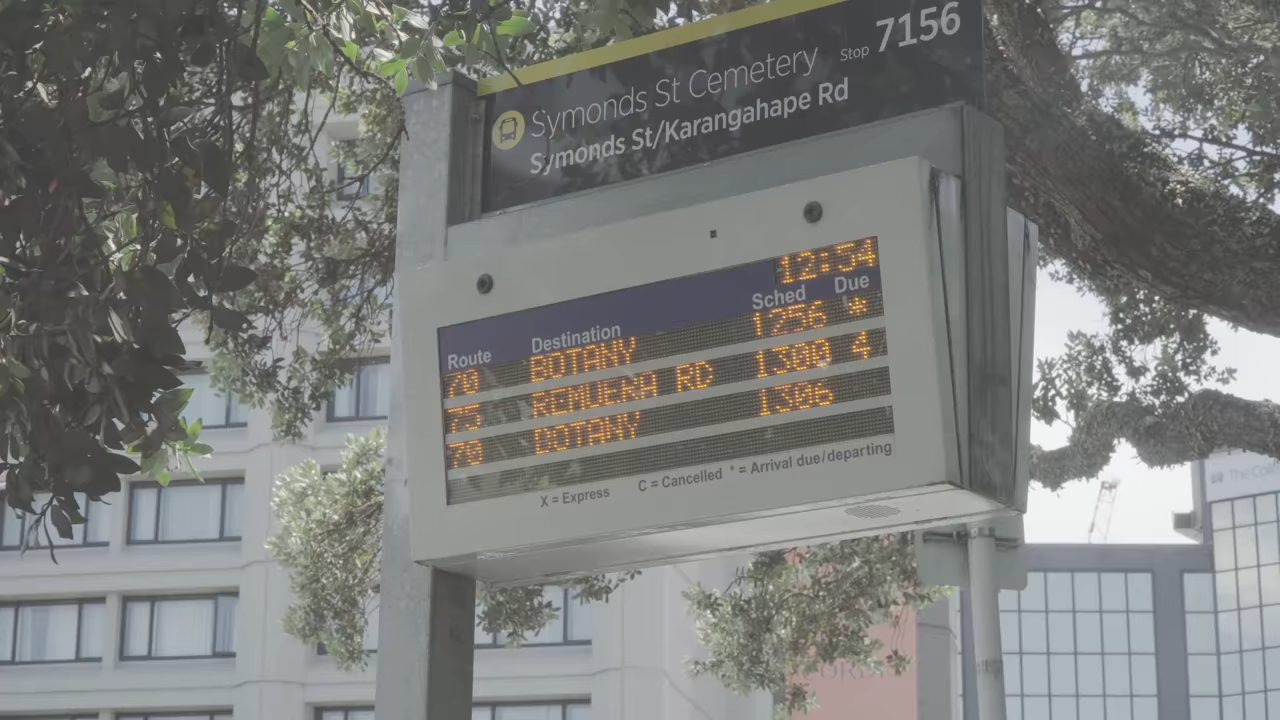 Stop 7156
Symonds St Cemetery
Symonds St/Karangahape Rd
12:54
Route Destination Sched Due
70 BOTANY 1256 *
75 REMUERA RD 1300 4
70 BOTANY 1306
X = Express C = Cancelled * = Arrival due/departing